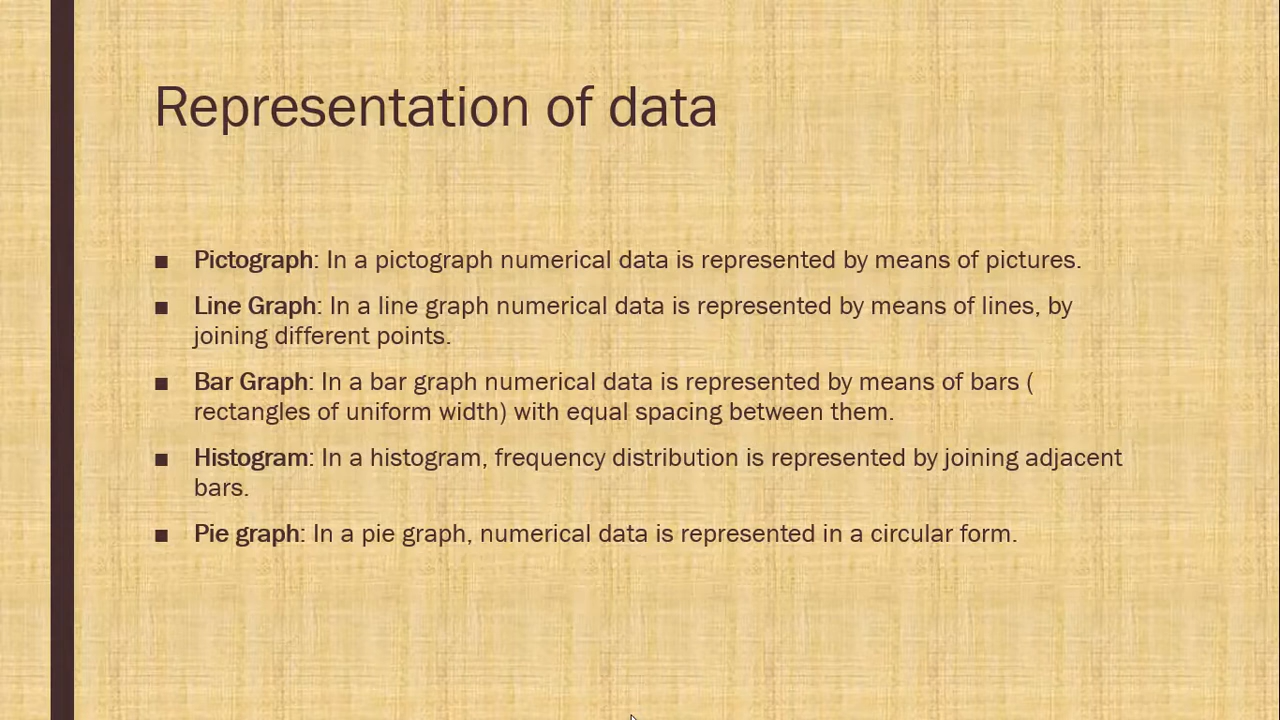 Representation of data
■ Pictograph: In a pictograph numerical data is represented by means of pictures.
■ Line Graph: In a line graph numerical data is represented by means of lines, by
joining different points.
■ Bar Graph: In a bar graph numerical data is represented by means of bars (
rectangles of uniform width) with equal spacing between them.
■ Histogram: In a histogram, frequency distribution is represented by joining adjacent
bars.
■ Pie graph: In a pie graph, numerical data is represented in a circular form.